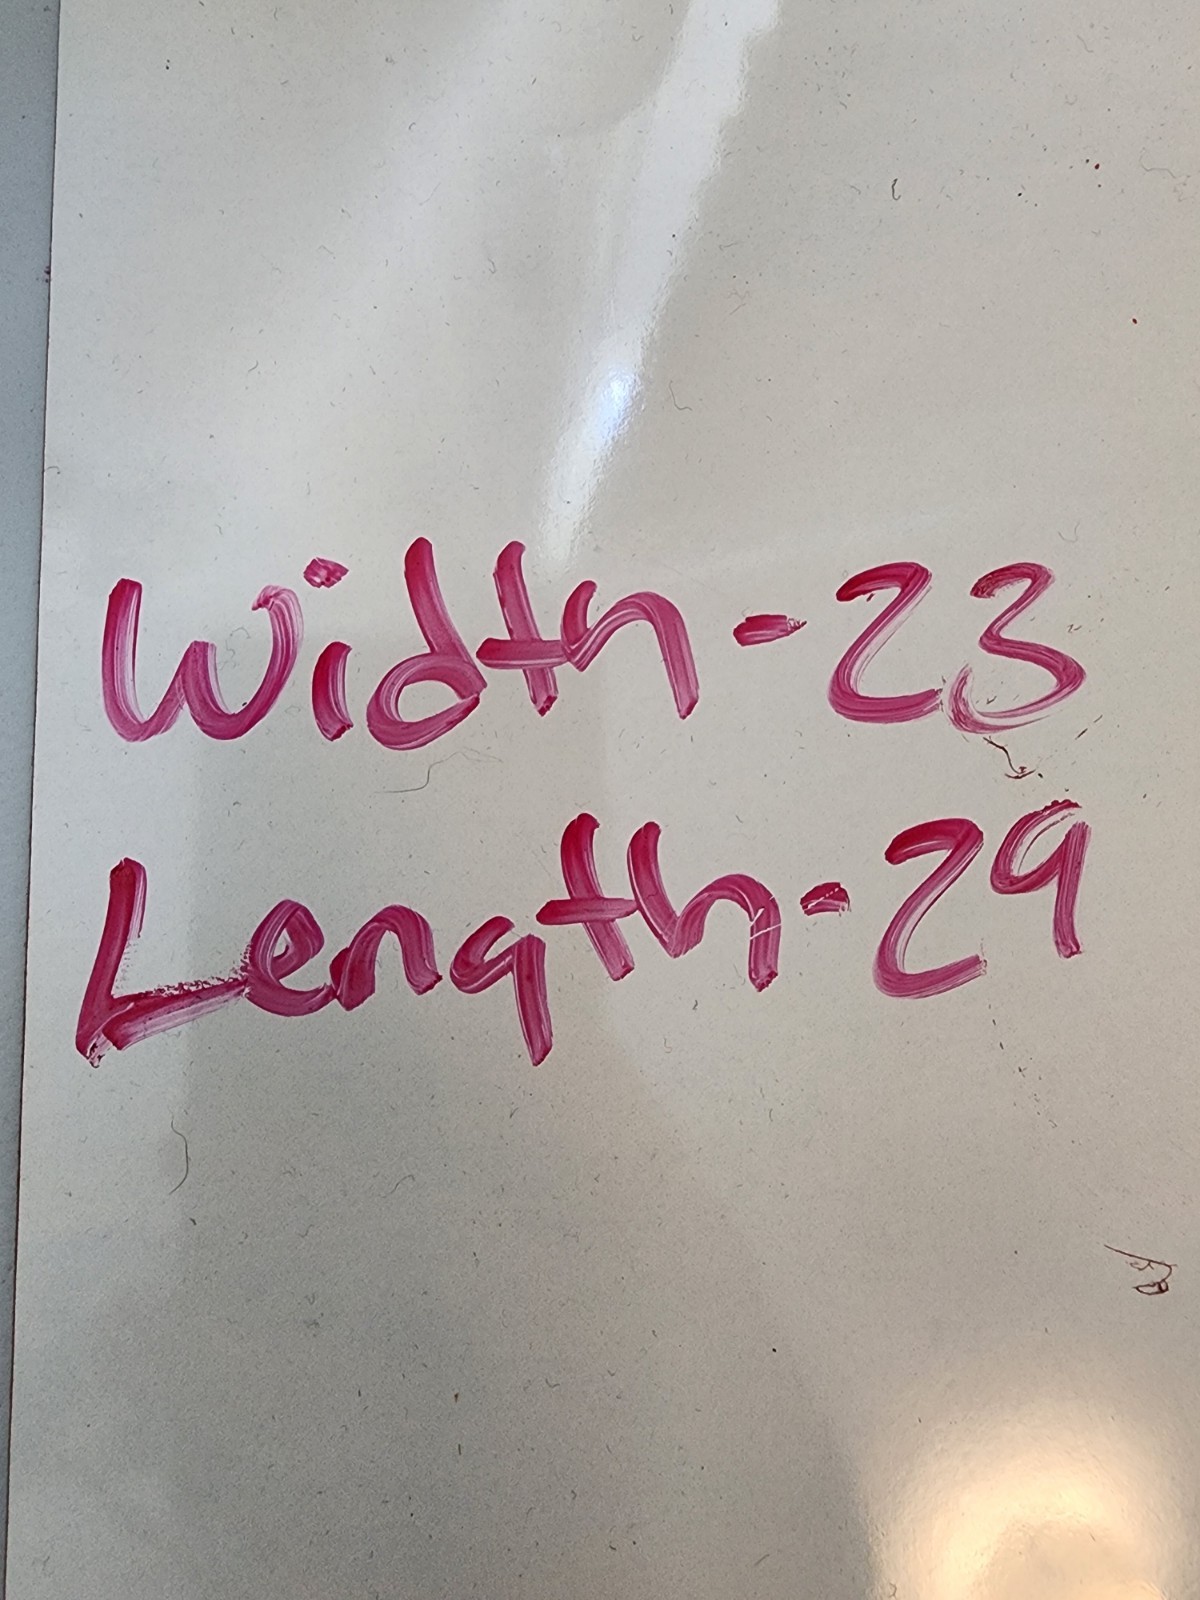 Width - 23
Length - 29